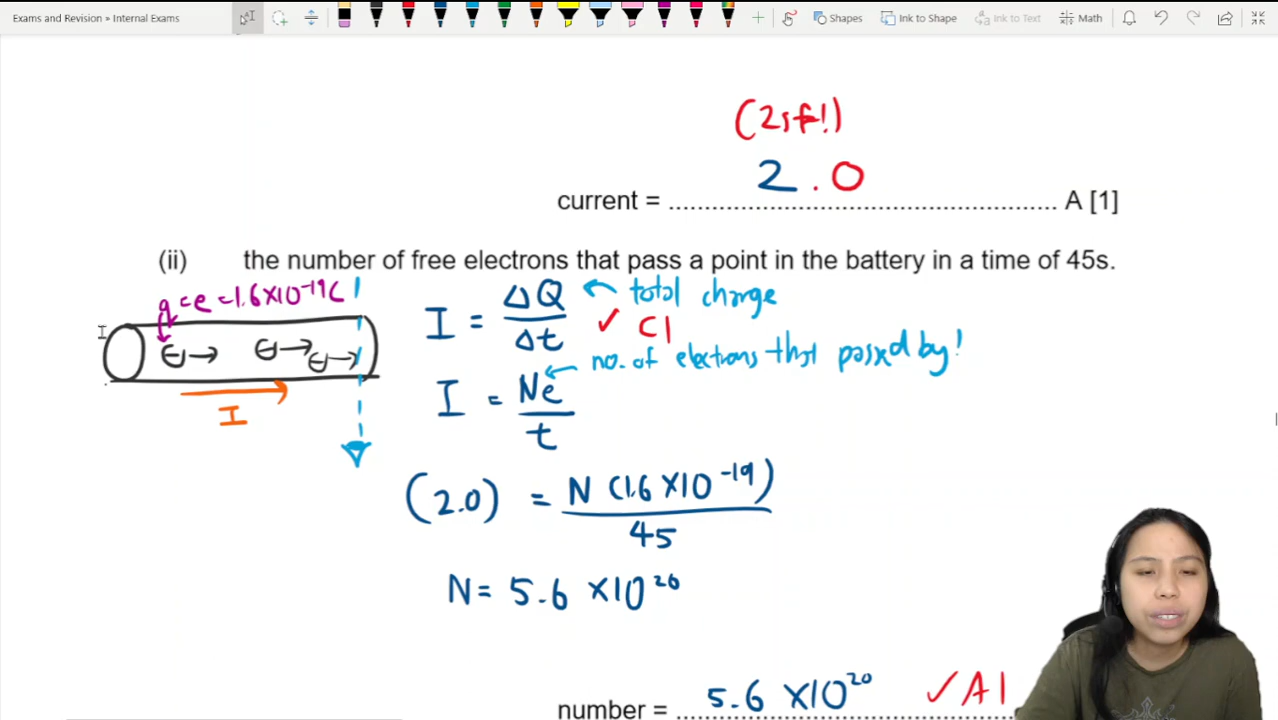 Exams and Revision » Internal Exams
Shapes
Ink to Shape
Ink to Text
Math
(2sf!)
2.0
current = ........................................................ A [1]
(ii) the number of free electrons that pass a point in the battery in a time of 45s.
q = e = 1.6×10⁻¹⁹C
I
I = ΔQ / Δt ← total charge
✓ C1
I = Ne / t ← no. of electrons that passed by!
(2.0) = N (1.6 ×10⁻¹⁹) / 45
N = 5.6 ×10²⁰
number = 5.6 ×10²⁰ ✓ A1